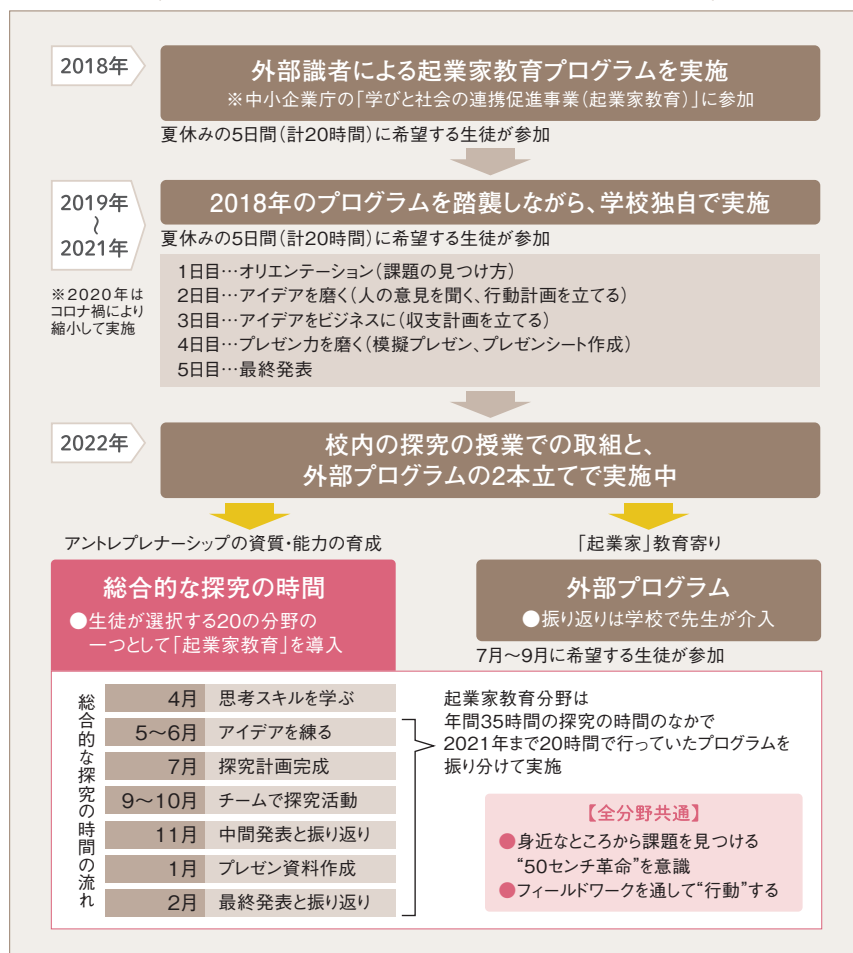 2018年
外部識者による起業家教育プログラムを実施
※中小企業庁の「学びと社会の連携促進事業(起業家教育)」に参加
夏休みの5日間(計20時間)に希望する生徒が参加
2019年
〜
2021年
※2020年は
コロナ禍により
縮小して実施
2018年のプログラムを踏襲しながら、学校独自で実施
夏休みの5日間(計20時間)に希望する生徒が参加
1日目…オリエンテーション(課題の見つけ方)
2日目…アイデアを磨く(人の意見を聞く、行動計画を立てる)
3日目…アイデアをビジネスに(収支計画を立てる)
4日目…プレゼン力を磨く(模擬プレゼン、プレゼンシート作成)
5日目…最終発表
2022年
校内の探究の授業での取組と、
外部プログラムの2本立てで実施中
アントレプレナーシップの資質・能力の育成
総合的な探究の時間
●生徒が選択する20の分野の
一つとして「起業家教育」を導入
「起業家」教育寄り
外部プログラム
●振り返りは学校で先生が介入
7月〜9月に希望する生徒が参加
総合的な探究の時間の流れ
4月 思考スキルを学ぶ
5〜6月 アイデアを練る
7月 探究計画完成
9〜10月 チームで探究活動
11月 中間発表と振り返り
1月 プレゼン資料作成
2月 最終発表と振り返り
起業家教育分野は
年間35時間の探究の時間のなかで
2021年まで20時間で行っていたプログラムを
振り分けて実施
【全分野共通】
●身近なところから課題を見つける
“50センチ革命”を意識
●フィールドワークを通して“行動”する